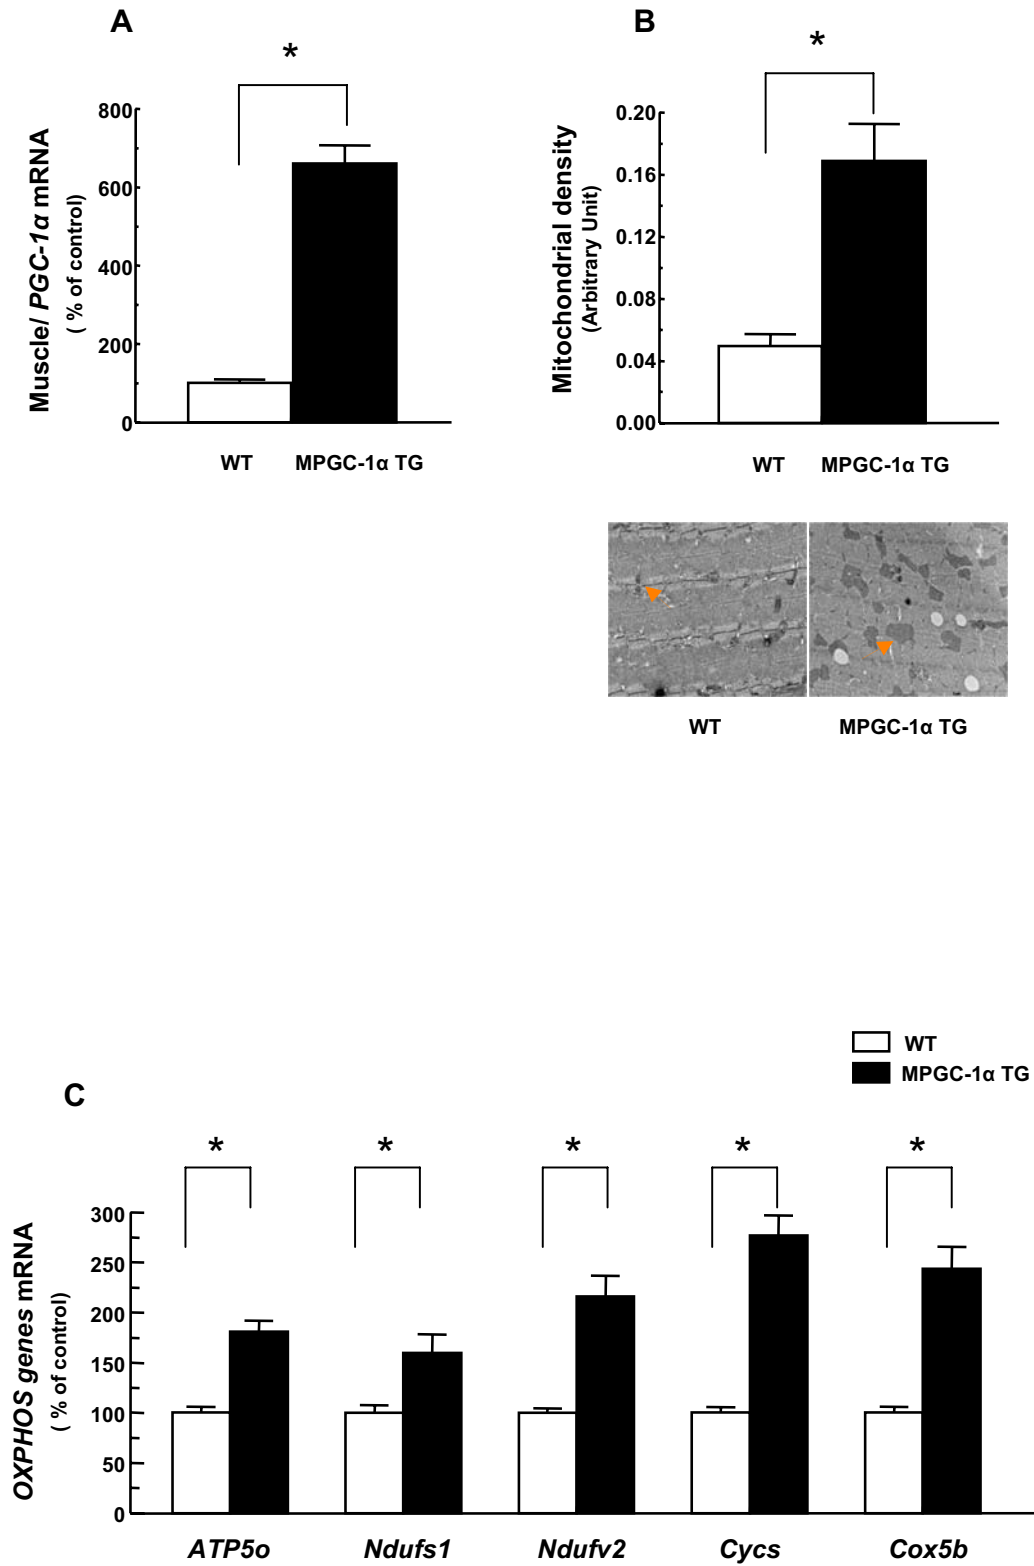 A
*
Muscle/ PGC-1α mRNA
( % of control)
800
600
400
200
0
WT MPGC-1α TG
B
*
Mitochondrial density
(Arbitrary Unit)
0.20
0.16
0.12
0.08
0.04
0.00
WT MPGC-1α TG
WT MPGC-1α TG
WT
MPGC-1α TG
C
* * * * *
OXPHOS genes mRNA
( % of control)
300
250
200
150
100
50
0
ATP5o Ndufs1 Ndufv2 Cycs Cox5b